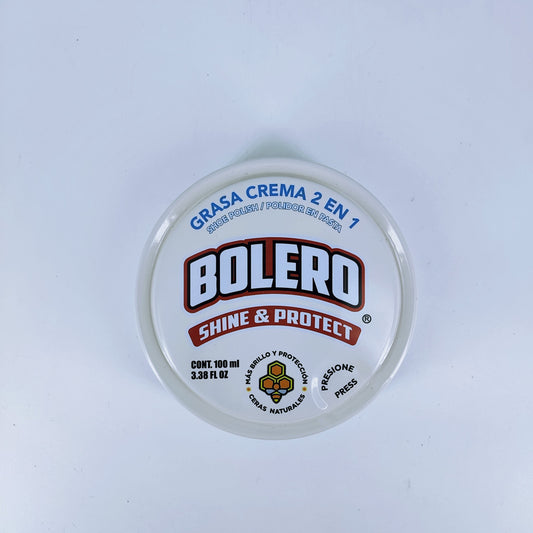 GRASA CREMA 2 EN 1
SHOE POLISH / POLIDOR EN PASTA
BOLERO
SHINE & PROTECT ®
CONT. 100 ml
3.38 FL OZ
MÁS BRILLO Y PROTECCIÓN
CERAS NATURALES
PRESIONE
PRESS